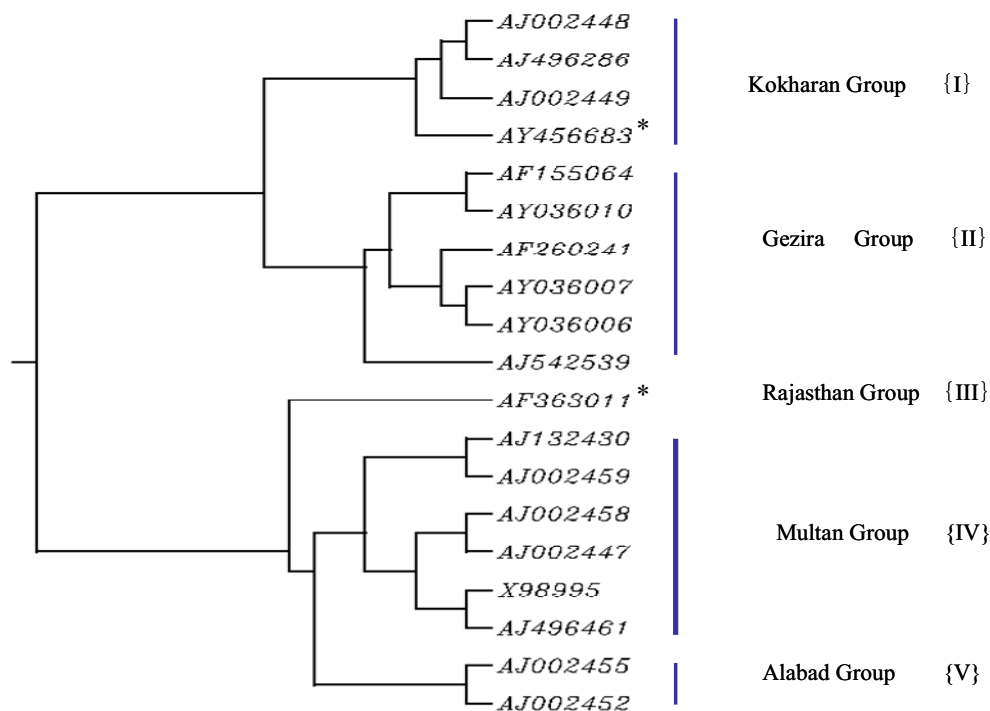 AJ002448
AJ496286
Kokharan Group {I}
AJ002449
AY456683*
AF155064
AY036010
Gezira Group {II}
AF260241
AY036007
AY036006
AJ542539
AF363011* Rajasthan Group {III}
AJ132430
AJ002459
AJ002458
Multan Group {IV}
AJ002447
X98995
AJ496461
AJ002455
Alabad Group {V}
AJ002452